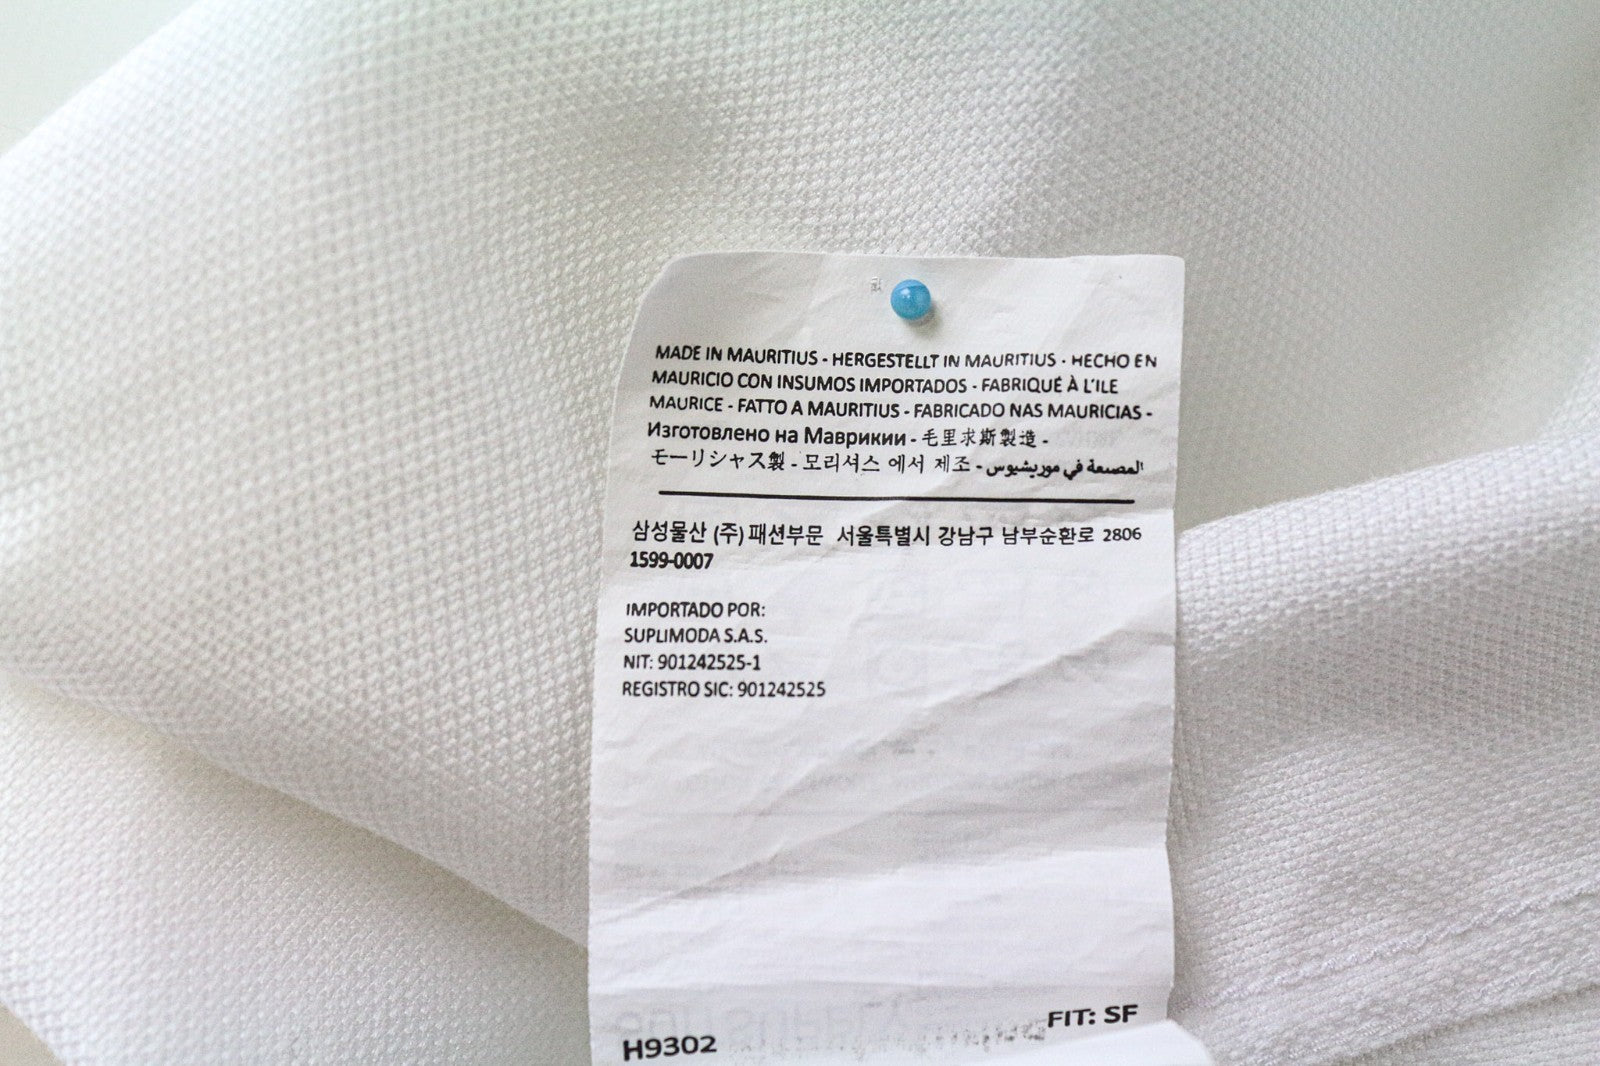 MADE IN MAURITIUS - HERGESTELLT IN MAURITIUS - HECHO EN
MAURICIO CON INSUMOS IMPORTADOS - FABRIQUÉ À L'ILE
MAURICE - FATTO A MAURITIUS - FABRICADO NAS MAURICIAS -
Изготовлено на Маврикии - 毛里求斯製造 -
モーリシャス製 - 모리셔스 에서 제조 - المصنعة في موريشيوس
삼성물산 (주) 패션부문 서울특별시 강남구 남부순환로 2806
1599-0007
IMPORTADO POR:
SUPLIMODA S.A.S.
NIT: 901242525-1
REGISTRO SIC: 901242525
FIT: SF
H9302